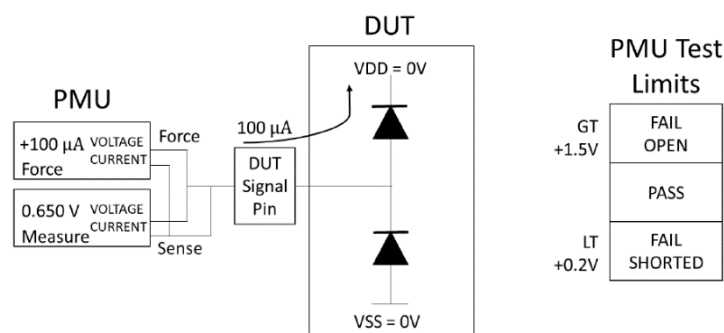 DUT
PMU Test
Limits
VDD = 0V
PMU
100 µA
+100 µA VOLTAGE Force
CURRENT
Force
DUT
Signal
Pin
0.650 V VOLTAGE
CURRENT
Measure
Sense
VSS = 0V
GT
+1.5V
FAIL
OPEN
PASS
LT
+0.2V
FAIL
SHORTED